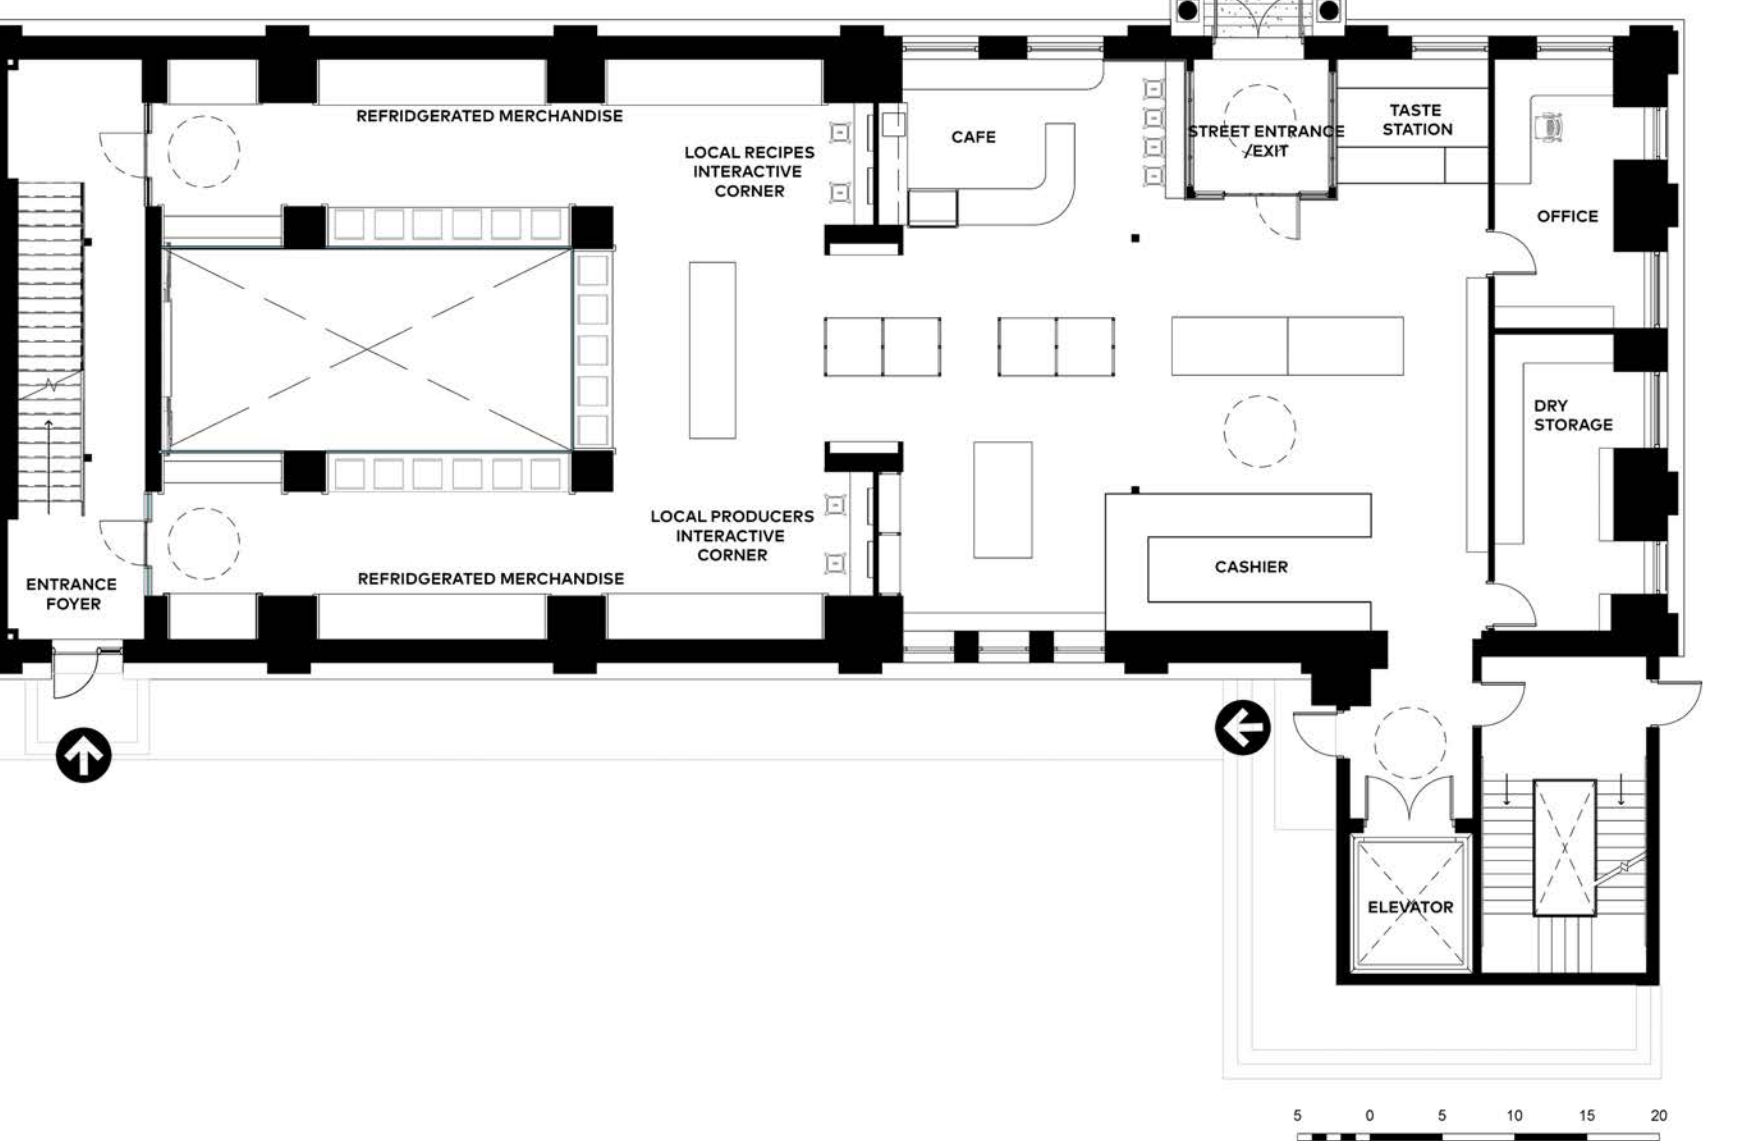 REFRIDGERATED MERCHANDISE
LOCAL RECIPES
INTERACTIVE
CORNER
CAFE
STREET ENTRANCE
/EXIT
TASTE
STATION
OFFICE
DRY
STORAGE
LOCAL PRODUCERS
INTERACTIVE
CORNER
CASHIER
REFRIDGERATED MERCHANDISE
ENTRANCE
FOYER
ELEVATOR
5 0 5 10 15 20